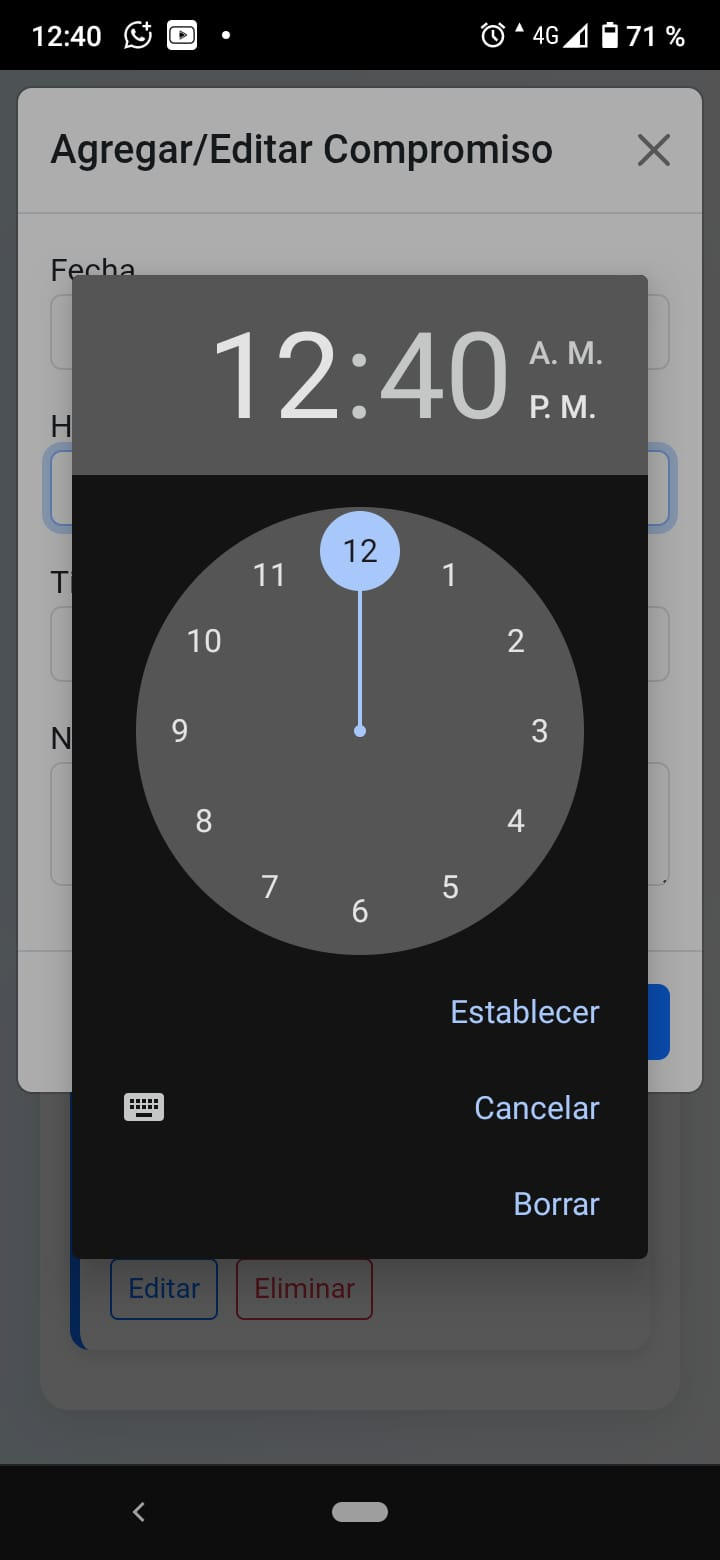 12:40
4G
71 %
Agregar/Editar Compromiso
Fecha
12:40
A. M.
P. M.
H
12
11
1
10
2
Ti
9
3
N
8
4
7
5
6
Establecer
Cancelar
Borrar
Editar
Eliminar